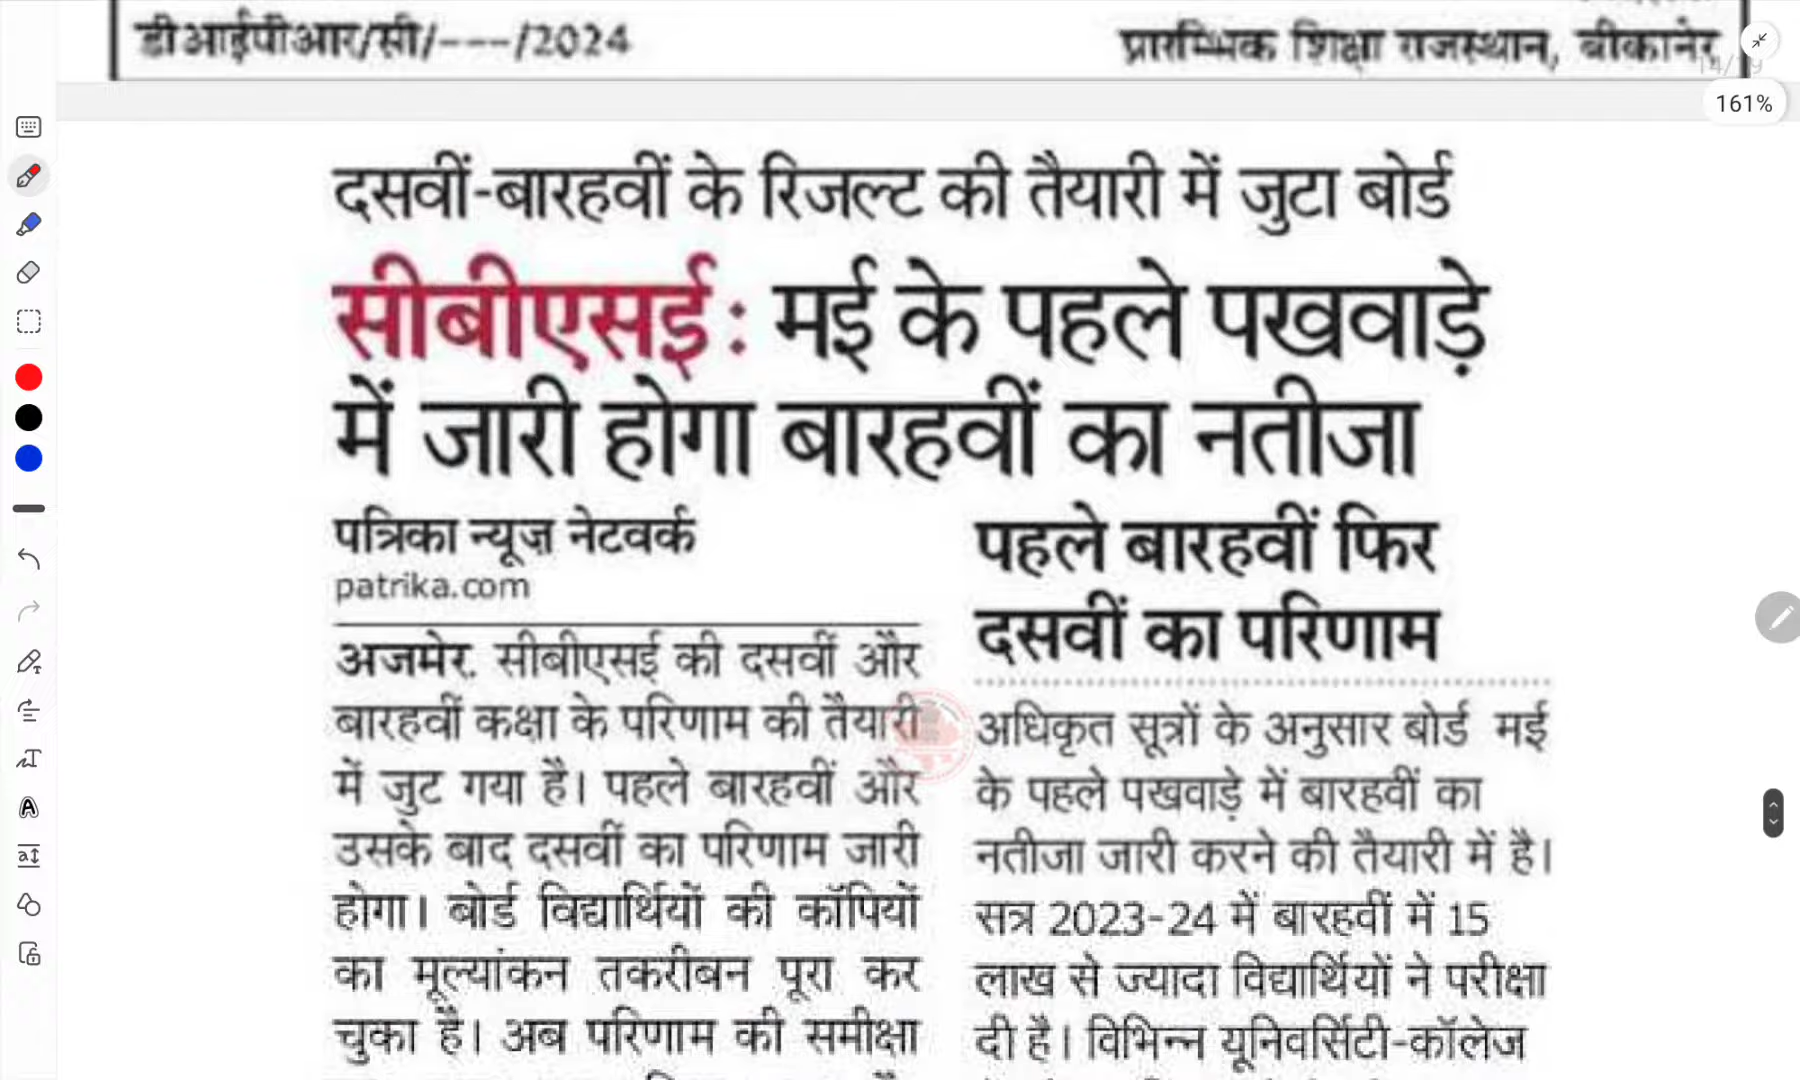 डीआईपीआर/सी/---/2024
प्रारम्भिक शिक्षा राजस्थान, बीकानेर
161%
दसवीं-बारहवीं के रिजल्ट की तैयारी में जुटा बोर्ड
सीबीएसई: मई के पहले पखवाड़े
में जारी होगा बारहवीं का नतीजा
पत्रिका न्यूज़ नेटवर्क
patrika.com
अजमेर. सीबीएसई की दसवीं और
बारहवीं कक्षा के परिणाम की तैयारी
में जुट गया है। पहले बारहवीं और
उसके बाद दसवीं का परिणाम जारी
होगा। बोर्ड विद्यार्थियों की कॉपियों
का मूल्यांकन तकरीबन पूरा कर
चुका है। अब परिणाम की समीक्षा
पहले बारहवीं फिर
दसवीं का परिणाम
अधिकृत सूत्रों के अनुसार बोर्ड मई
के पहले पखवाड़े में बारहवीं का
नतीजा जारी करने की तैयारी में है।
सत्र 2023-24 में बारहवीं में 15
लाख से ज्यादा विद्यार्थियों ने परीक्षा
दी है। विभिन्न यूनिवर्सिटी-कॉलेज